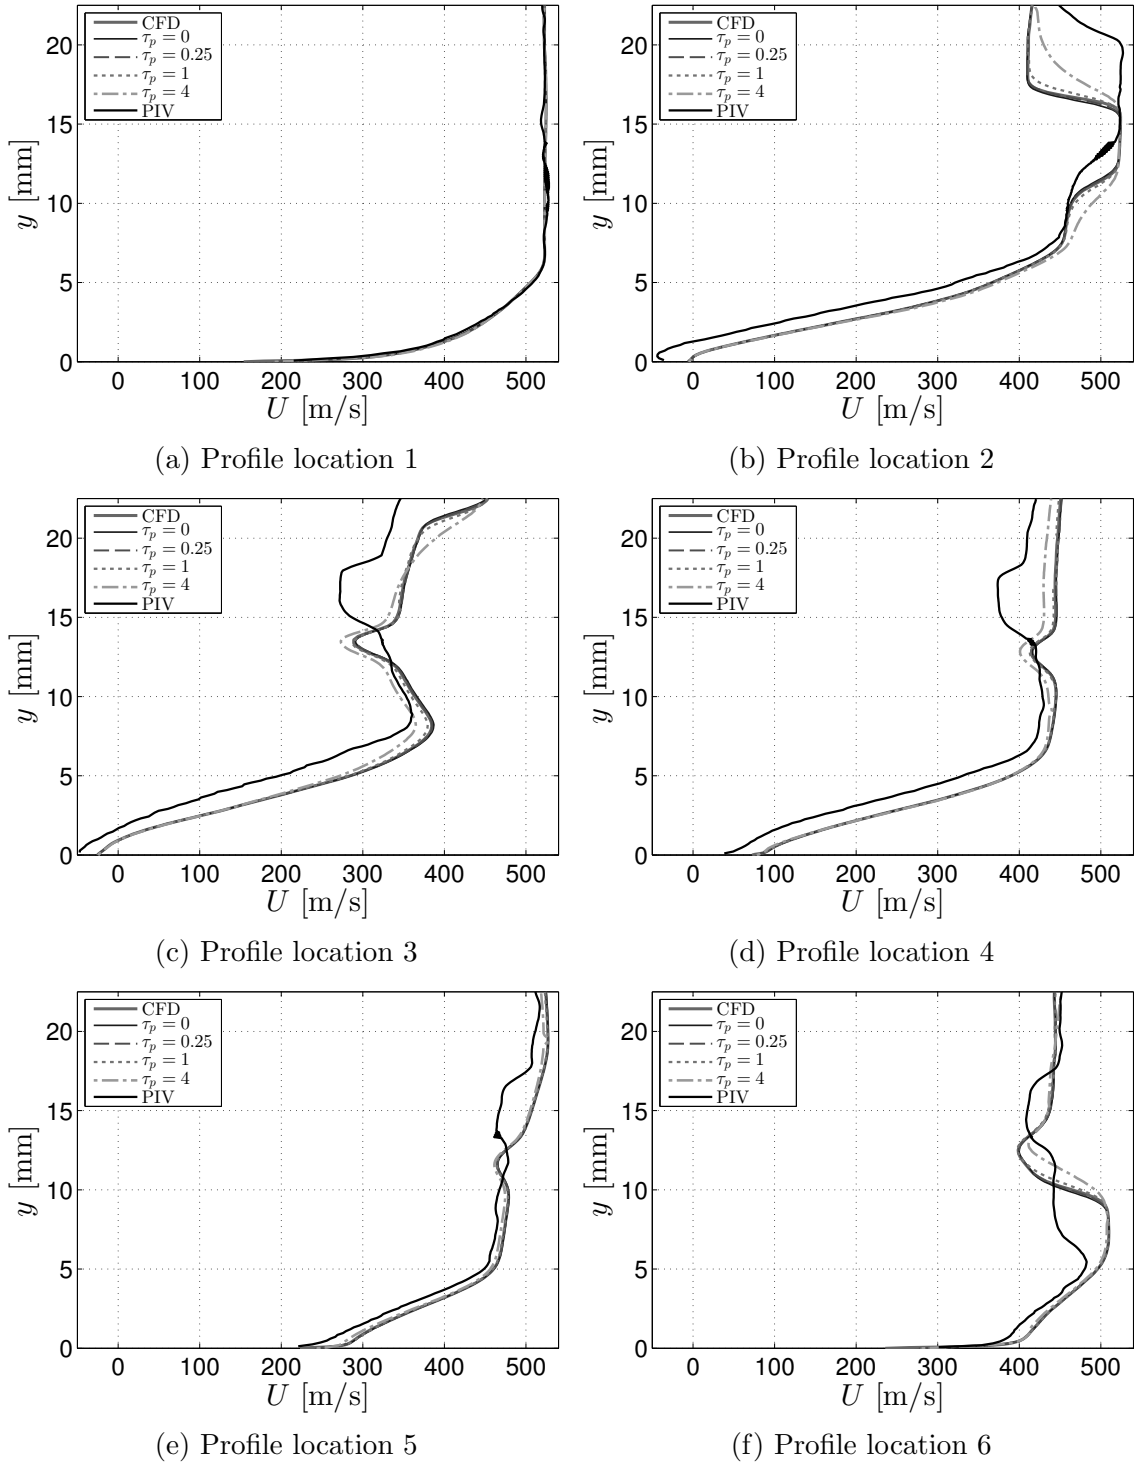 CFD
τp = 0
τp = 0.25
τp = 1
τp = 4
PIV
20
15
10
5
0
y [mm]
0 100 200 300 400 500
U [m/s]
(a) Profile location 1
CFD
τp = 0
τp = 0.25
τp = 1
τp = 4
PIV
20
15
10
5
0
y [mm]
0 100 200 300 400 500
U [m/s]
(b) Profile location 2
CFD
τp = 0
τp = 0.25
τp = 1
τp = 4
PIV
20
15
10
5
0
y [mm]
0 100 200 300 400 500
U [m/s]
(c) Profile location 3
CFD
τp = 0
τp = 0.25
τp = 1
τp = 4
PIV
20
15
10
5
0
y [mm]
0 100 200 300 400 500
U [m/s]
(d) Profile location 4
CFD
τp = 0
τp = 0.25
τp = 1
τp = 4
PIV
20
15
10
5
0
y [mm]
0 100 200 300 400 500
U [m/s]
(e) Profile location 5
CFD
τp = 0
τp = 0.25
τp = 1
τp = 4
PIV
20
15
10
5
0
y [mm]
0 100 200 300 400 500
U [m/s]
(f) Profile location 6